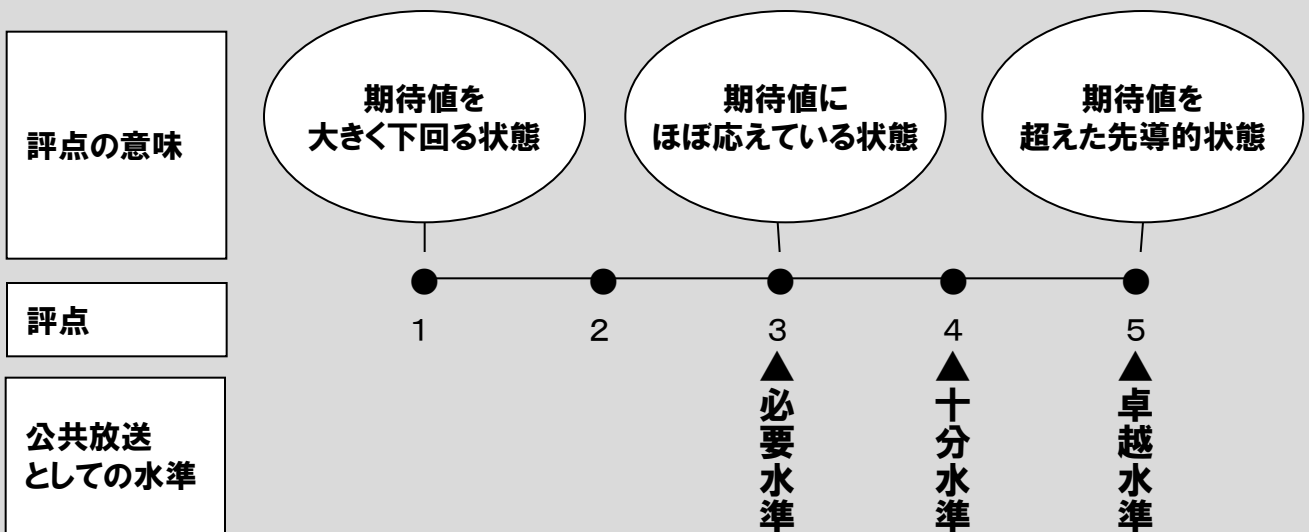 評点の意味
期待値を
大きく下回る状態
期待値に
ほぼ応えている状態
期待値を
超えた先導的状態
評点
1
2
3
4
5
公共放送
としての水準
▲必要水準
▲十分水準
▲卓越水準